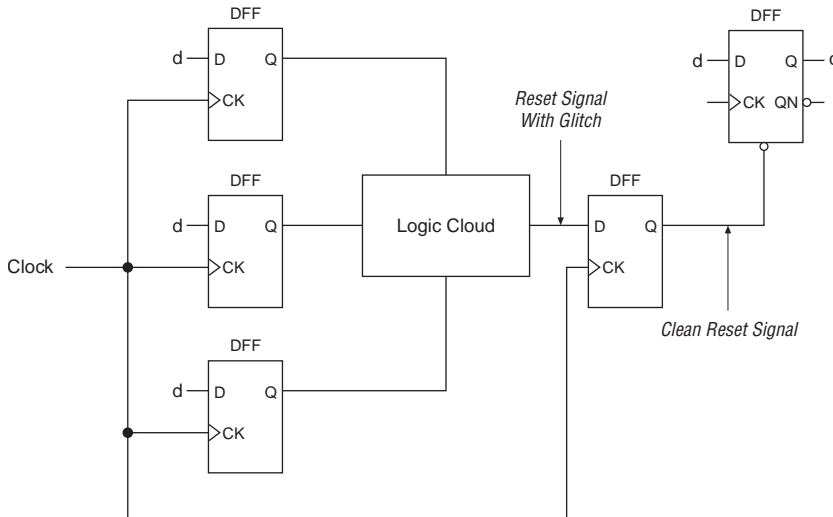 DFF
d D Q
CK
DFF
d D Q
CK QN
Reset Signal
With Glitch
DFF
d D Q
CK
Logic Cloud
DFF
D Q
CK
Clock
Clean Reset Signal
DFF
d D Q
CK